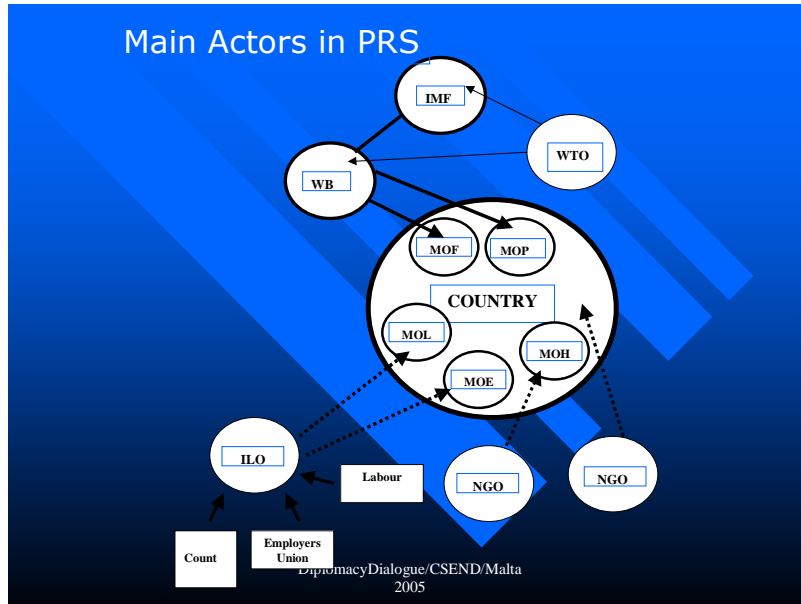 Main Actors in PRS
IMF
WTO
WB
MOF
MOP
COUNTRY
MOL
MOH
MOE
ILO
Labour
NGO
NGO
Count
Employers
Union
DiplomacyDialogue/CSEND/Malta
2005